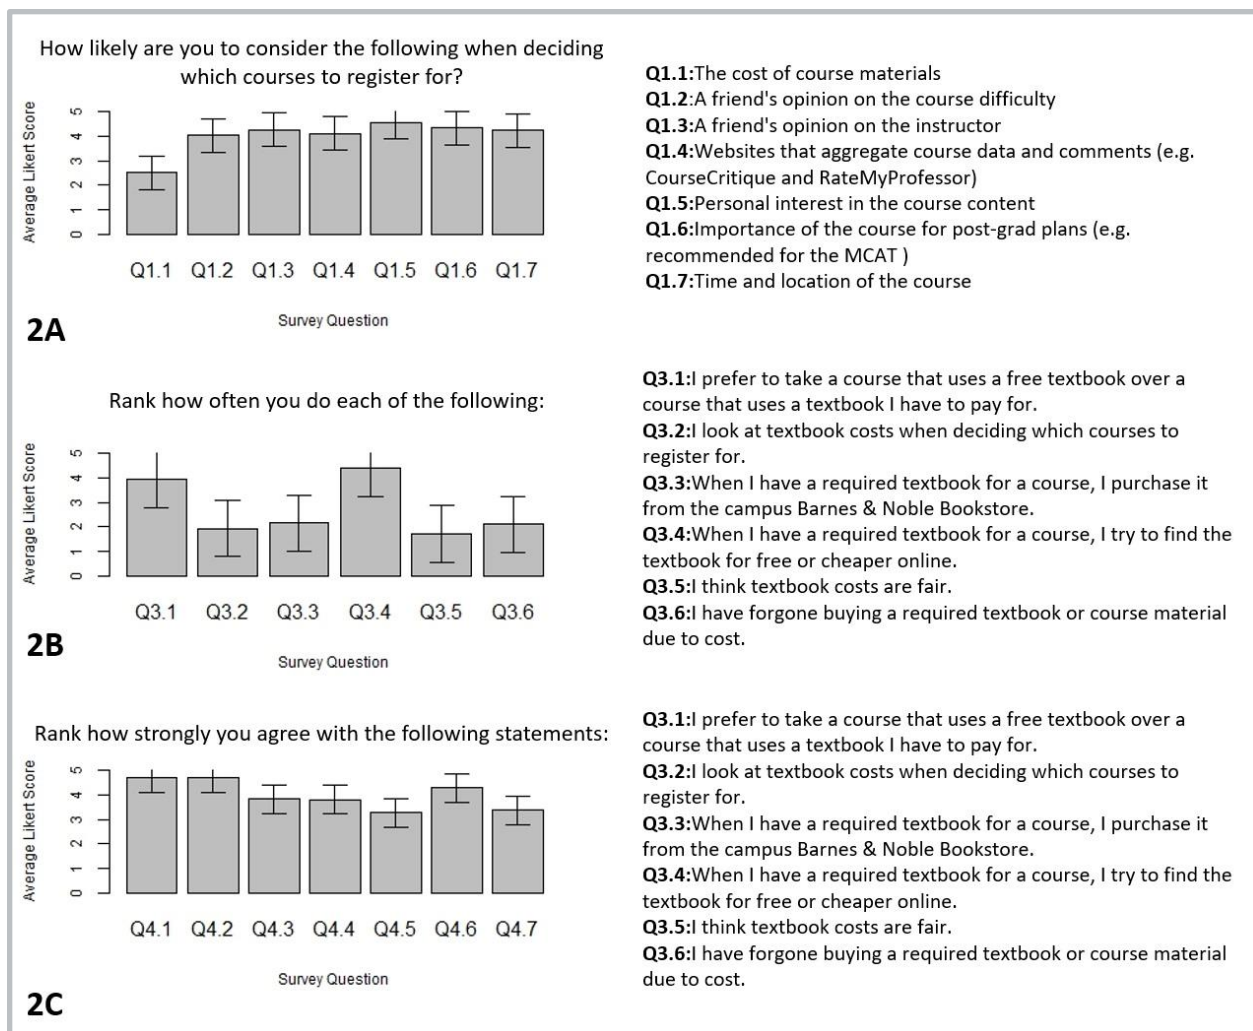 How likely are you to consider the following when deciding
which courses to register for?
Average Likert Score
5
4
3
2
1
0
Q1.1 Q1.2 Q1.3 Q1.4 Q1.5 Q1.6 Q1.7
Survey Question
2A
Q1.1:The cost of course materials
Q1.2:A friend's opinion on the course difficulty
Q1.3:A friend's opinion on the instructor
Q1.4:Websites that aggregate course data and comments (e.g.
CourseCritique and RateMyProfessor)
Q1.5:Personal interest in the course content
Q1.6:Importance of the course for post-grad plans (e.g.
recommended for the MCAT )
Q1.7:Time and location of the course
Rank how often you do each of the following:
Average Likert Score
5
4
3
2
1
0
Q3.1 Q3.2 Q3.3 Q3.4 Q3.5 Q3.6
Survey Question
2B
Q3.1:I prefer to take a course that uses a free textbook over a
course that uses a textbook I have to pay for.
Q3.2:I look at textbook costs when deciding which courses to
register for.
Q3.3:When I have a required textbook for a course, I purchase it
from the campus Barnes & Noble Bookstore.
Q3.4:When I have a required textbook for a course, I try to find the
textbook for free or cheaper online.
Q3.5:I think textbook costs are fair.
Q3.6:I have forgone buying a required textbook or course material
due to cost.
Rank how strongly you agree with the following statements:
Average Likert Score
5
4
3
2
1
0
Q4.1 Q4.2 Q4.3 Q4.4 Q4.5 Q4.6 Q4.7
Survey Question
2C
Q3.1:I prefer to take a course that uses a free textbook over a
course that uses a textbook I have to pay for.
Q3.2:I look at textbook costs when deciding which courses to
register for.
Q3.3:When I have a required textbook for a course, I purchase it
from the campus Barnes & Noble Bookstore.
Q3.4:When I have a required textbook for a course, I try to find the
textbook for free or cheaper online.
Q3.5:I think textbook costs are fair.
Q3.6:I have forgone buying a required textbook or course material
due to cost.